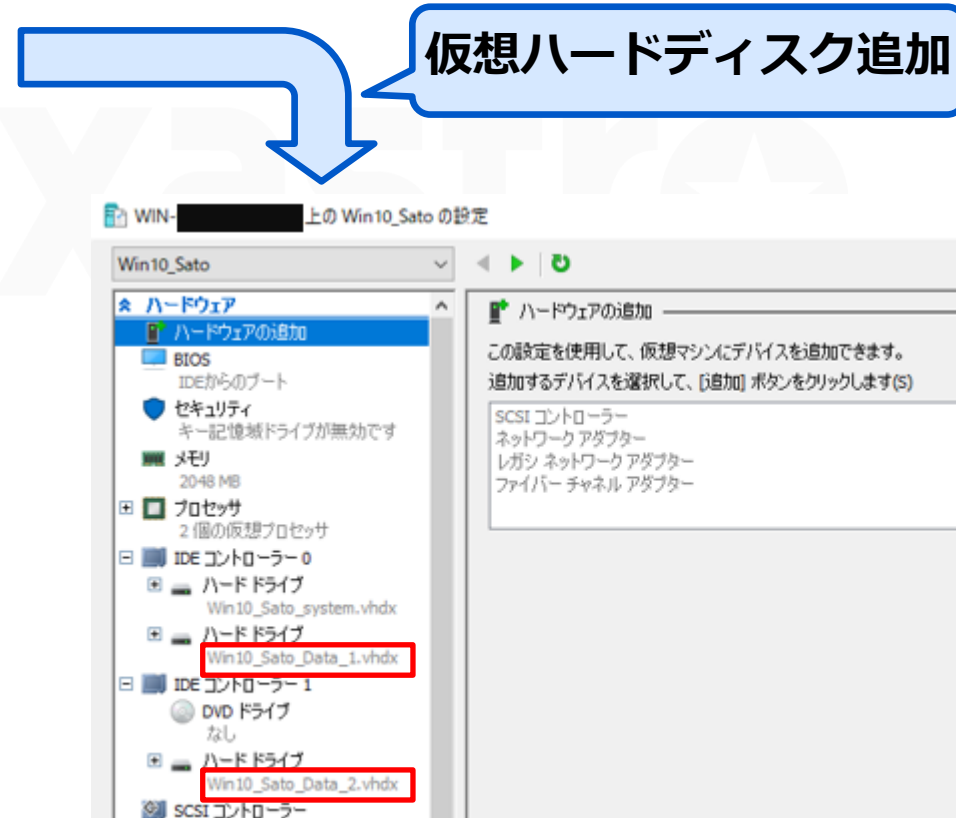 仮想ハードディスク追加
WIN- 上の Win10_Sato の設定
Win10_Sato
ハードウェア
ハードウェアの追加
BIOS
IDEからのブート
セキュリティ
キー記憶域ドライブが無効です
メモリ
2048 MB
プロセッサ
2 個の仮想プロセッサ
IDE コントローラー 0
ハード ドライブ
Win10_Sato_system.vhdx
ハード ドライブ
Win10_Sato_Data_1.vhdx
IDE コントローラー 1
DVD ドライブ
なし
ハード ドライブ
Win10_Sato_Data_2.vhdx
SCSI コントローラー
ハードウェアの追加
この設定を使用して、仮想マシンにデバイスを追加できます。
追加するデバイスを選択して、[追加] ボタンをクリックします(S)
SCSI コントローラー
ネットワーク アダプター
レガシ ネットワーク アダプター
ファイバー チャネル アダプター